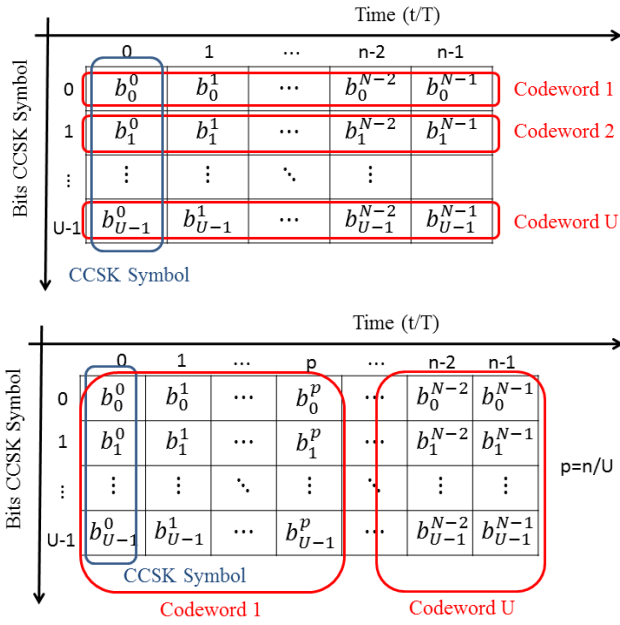 Time (t/T)
0 1 ⋯ n-2 n-1
0 b_0^0 b_0^1 ⋯ b_0^{N-2} b_0^{N-1} Codeword 1
1 b_1^0 b_1^1 ⋯ b_1^{N-2} b_1^{N-1} Codeword 2
⋮ ⋮ ⋮ ⋱ ⋮
U-1 b_{U-1}^0 b_{U-1}^1 ⋯ b_{U-1}^{N-2} b_{U-1}^{N-1} Codeword U
Bits CCSK Symbol
CCSK Symbol
Time (t/T)
0 1 ⋯ p ⋯ n-2 n-1
0 b_0^0 b_0^1 ⋯ b_0^p ⋯ b_0^{N-2} b_0^{N-1}
1 b_1^0 b_1^1 ⋯ b_1^p ⋯ b_1^{N-2} b_1^{N-1}
⋮ ⋮ ⋮ ⋱ ⋮ ⋱ ⋮ ⋮ p=n/U
U-1 b_{U-1}^0 b_{U-1}^1 ⋯ b_{U-1}^p ⋯ b_{U-1}^{N-2} b_{U-1}^{N-1}
Bits CCSK Symbol
CCSK Symbol
Codeword 1 Codeword U